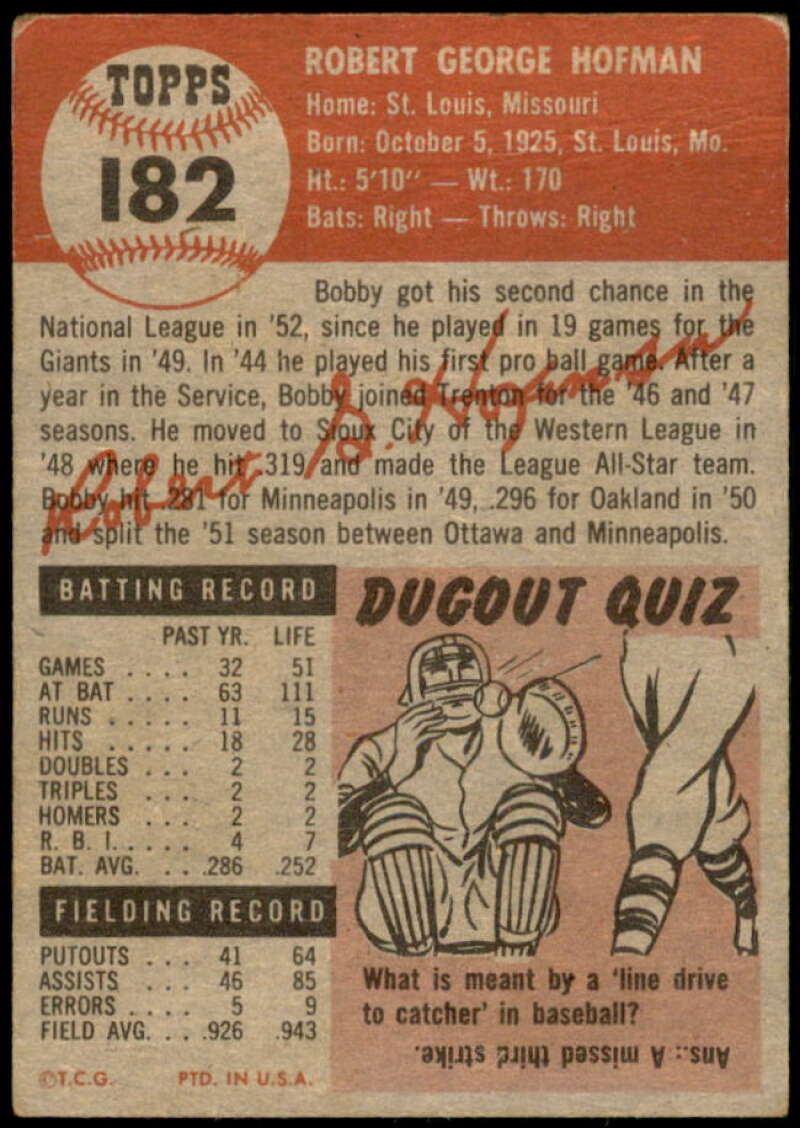 TOPPS
182
ROBERT GEORGE HOFMAN
Home: St. Louis, Missouri
Born: October 5, 1925, St. Louis, Mo.
Ht.: 5'10" — Wt.: 170
Bats: Right — Throws: Right
Bobby got his second chance in the
National League in '52, since he played in 19 games for the
Giants in '49. In '44 he played his first pro ball game. After a
year in the Service, Bobby joined Trenton for the '46 and '47
seasons. He moved to Sioux City of the Western League in
'48 where he hit .319 and made the League All-Star team.
Bobby hit .281 for Minneapolis in '49, .296 for Oakland in '50
and split the '51 season between Ottawa and Minneapolis.
Robert G. Hofman
BATTING RECORD
PAST YR. LIFE
GAMES .... 32 51
AT BAT .... 63 111
RUNS ..... 11 15
HITS ..... 18 28
DOUBLES ... 2 2
TRIPLES ... 2 2
HOMERS ... 2 2
R. B. I. .... 4 7
BAT. AVG. ... .286 .252
FIELDING RECORD
PUTOUTS ... 41 64
ASSISTS ... 46 85
ERRORS .... 5 9
FIELD AVG. ... .926 .943
©T.C.G. PTD. IN U.S.A.
DUGOUT QUIZ
What is meant by a 'line drive
to catcher' in baseball?
Ans.: A missed third strike.